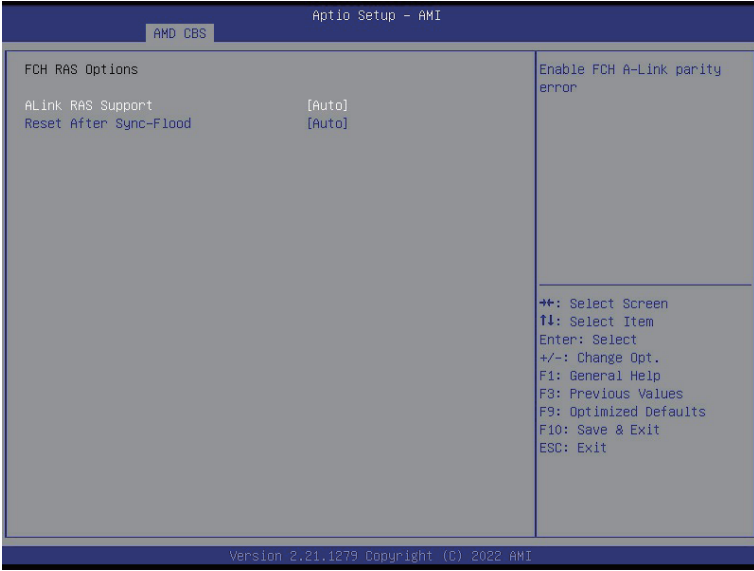 Aptio Setup - AMI
AMD CBS
FCH RAS Options
ALink RAS Support [Auto]
Reset After Sync-Flood [Auto]
Enable FCH A-Link parity
error
→←: Select Screen
↑↓: Select Item
Enter: Select
+/-: Change Opt.
F1: General Help
F3: Previous Values
F9: Optimized Defaults
F10: Save & Exit
ESC: Exit
Version 2.21.1279 Copyright (C) 2022 AMI